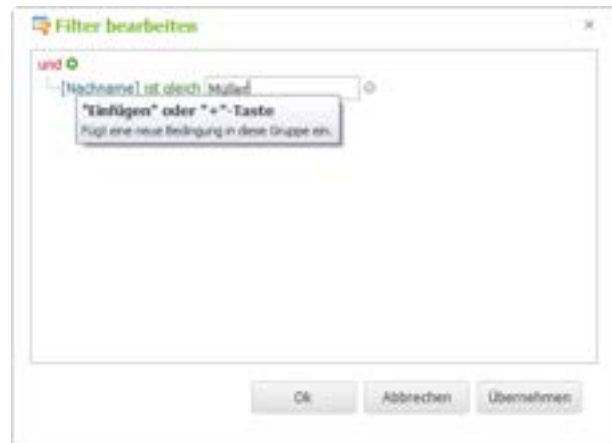 Filter bearbeiten
und
[Nachname] ist gleich Müller
"Einfügen" oder "+"-Taste
Fügt eine neue Bedingung in diese Gruppe ein.
Ok Abbrechen Übernehmen